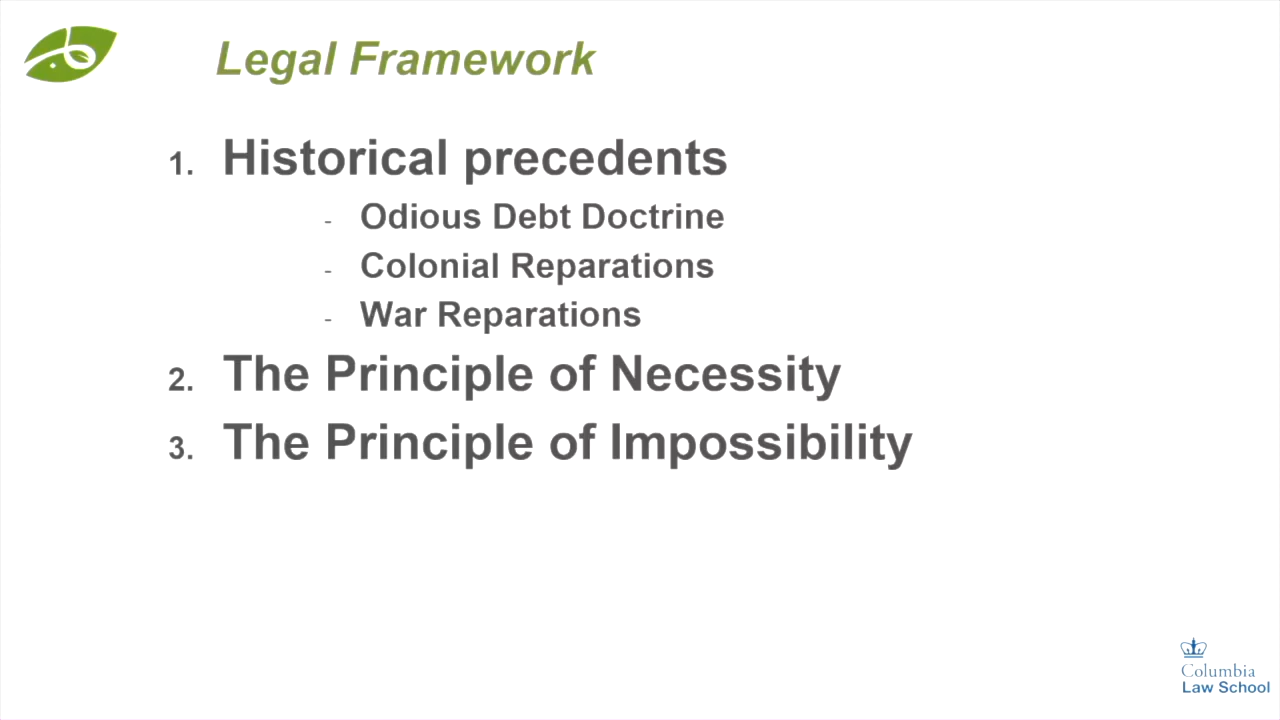 Legal Framework
1. Historical precedents
- Odious Debt Doctrine
- Colonial Reparations
- War Reparations
2. The Principle of Necessity
3. The Principle of Impossibility
Columbia
Law School